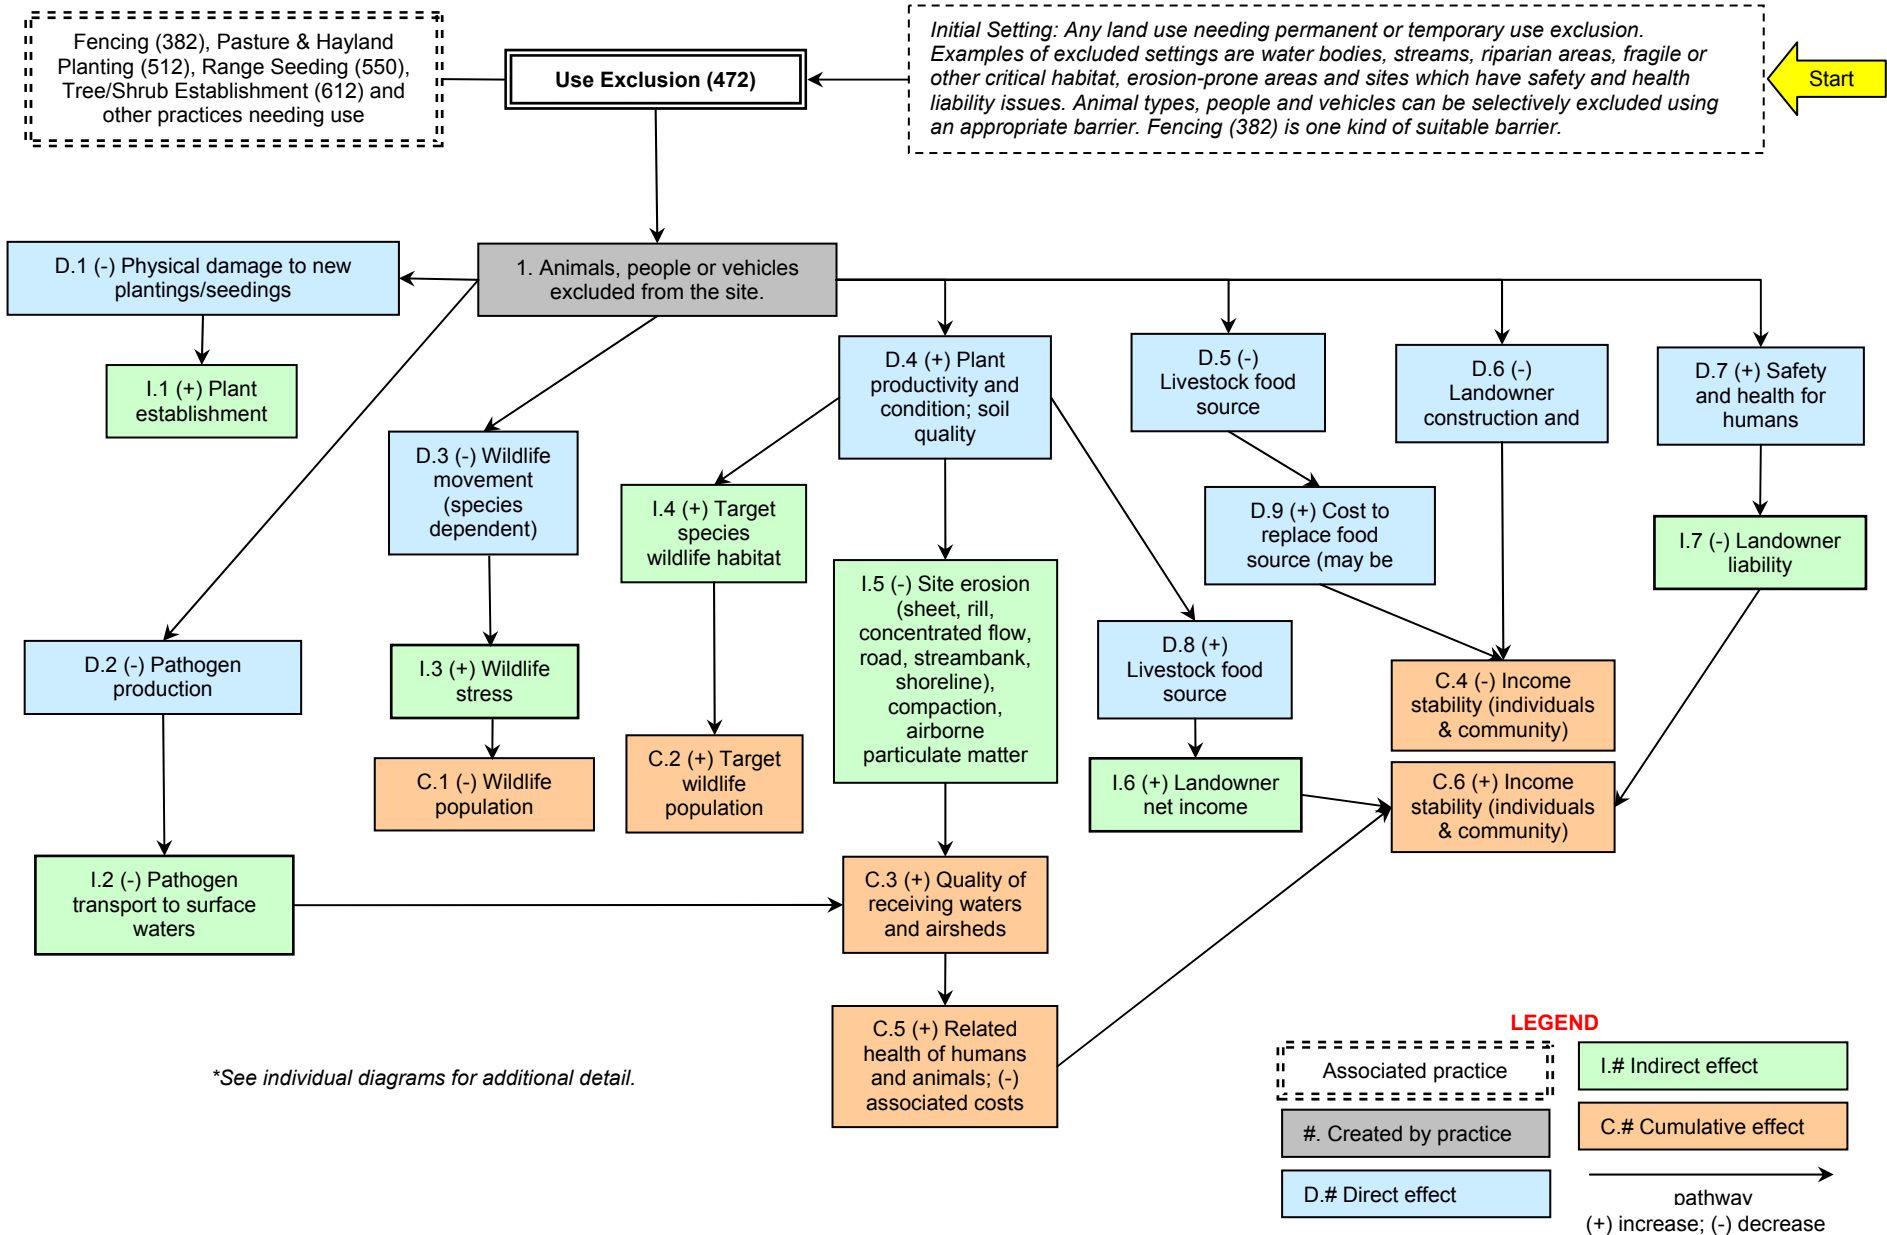 Fencing (382), Pasture & Hayland
Planting (512), Range Seeding (550),
Tree/Shrub Establishment (612) and
other practices needing use
Use Exclusion (472)
Initial Setting: Any land use needing permanent or temporary use exclusion.
Examples of excluded settings are water bodies, streams, riparian areas, fragile or
other critical habitat, erosion-prone areas and sites which have safety and health
liability issues. Animal types, people and vehicles can be selectively excluded using
an appropriate barrier. Fencing (382) is one kind of suitable barrier.
Start
D.1 (-) Physical damage to new
plantings/seedings
1. Animals, people or vehicles
excluded from the site.
I.1 (+) Plant
establishment
D.2 (-) Pathogen
production
I.2 (-) Pathogen
transport to surface
waters
D.3 (-) Wildlife
movement
(species
dependent)
I.3 (+) Wildlife
stress
C.1 (-) Wildlife
population
D.4 (+) Plant
productivity and
condition; soil
quality
I.4 (+) Target
species
wildlife habitat
C.2 (+) Target
wildlife
population
I.5 (-) Site erosion
(sheet, rill,
concentrated flow,
road, streambank,
shoreline),
compaction,
airborne
particulate matter
C.3 (+) Quality of
receiving waters
and airsheds
C.5 (+) Related
health of humans
and animals; (-)
associated costs
D.5 (-)
Livestock food
source
D.9 (+) Cost to
replace food
source (may be
D.8 (+)
Livestock food
source
I.6 (+) Landowner
net income
D.6 (-)
Landowner
construction and
C.4 (-) Income
stability (individuals
& community)
C.6 (+) Income
stability (individuals
& community)
D.7 (+) Safety
and health for
humans
I.7 (-) Landowner
liability
*See individual diagrams for additional detail.
LEGEND
Associated practice
#. Created by practice
D.# Direct effect
I.# Indirect effect
C.# Cumulative effect
pathway
(+) increase; (-) decrease